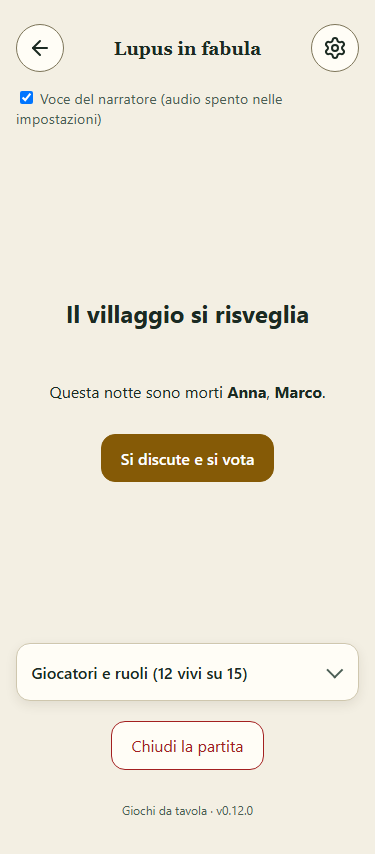 Lupus in fabula
Voce del narratore (audio spento nelle
impostazioni)
Il villaggio si risveglia
Questa notte sono morti Anna, Marco.
Si discute e si vota
Giocatori e ruoli (12 vivi su 15)
Chiudi la partita
Giochi da tavola · v0.12.0